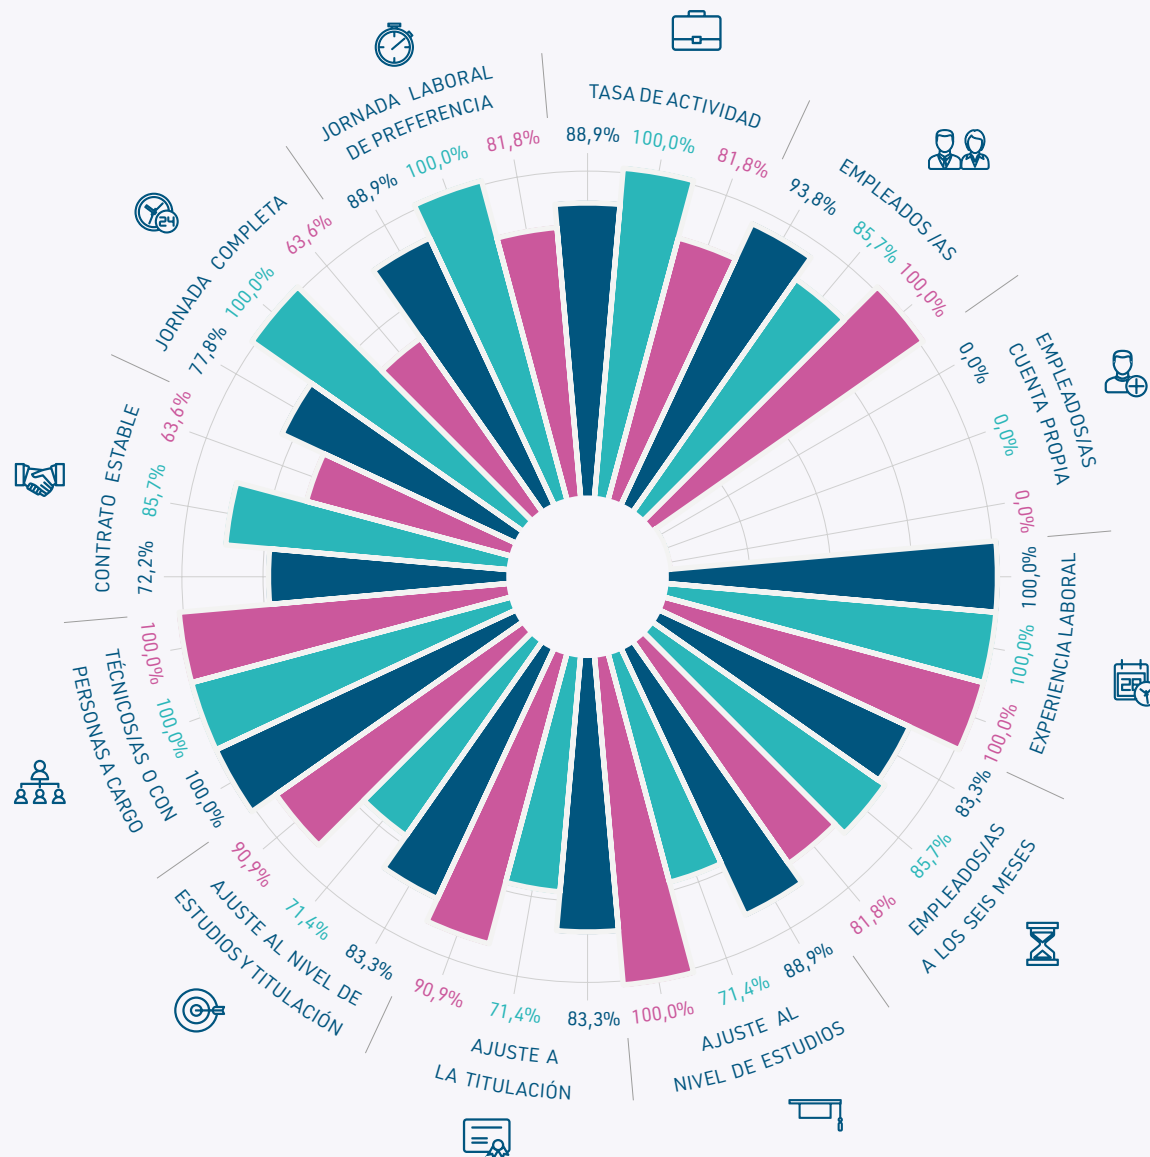 TASA DE ACTIVIDAD
88,9%
100,0%
81,8%
EMPLEADOS/AS
93,8%
85,7%
100,0%
EMPLEADOS/AS
CUENTA PROPIA
0,0%
0,0%
0,0%
EXPERIENCIA LABORAL
100,0%
100,0%
100,0%
EMPLEADOS/AS
A LOS SEIS MESES
83,3%
85,7%
81,8%
AJUSTE AL
NIVEL DE ESTUDIOS
88,9%
71,4%
100,0%
AJUSTE A
LA TITULACIÓN
83,3%
71,4%
90,9%
AJUSTE AL NIVEL DE
ESTUDIOS Y TITULACIÓN
83,3%
71,4%
90,9%
TÉCNICOS/AS O CON
PERSONAS A CARGO
100,0%
100,0%
100,0%
CONTRATO ESTABLE
72,2%
85,7%
63,6%
JORNADA COMPLETA
77,8%
100,0%
63,6%
JORNADA LABORAL
DE PREFERENCIA
88,9%
100,0%
81,8%
24